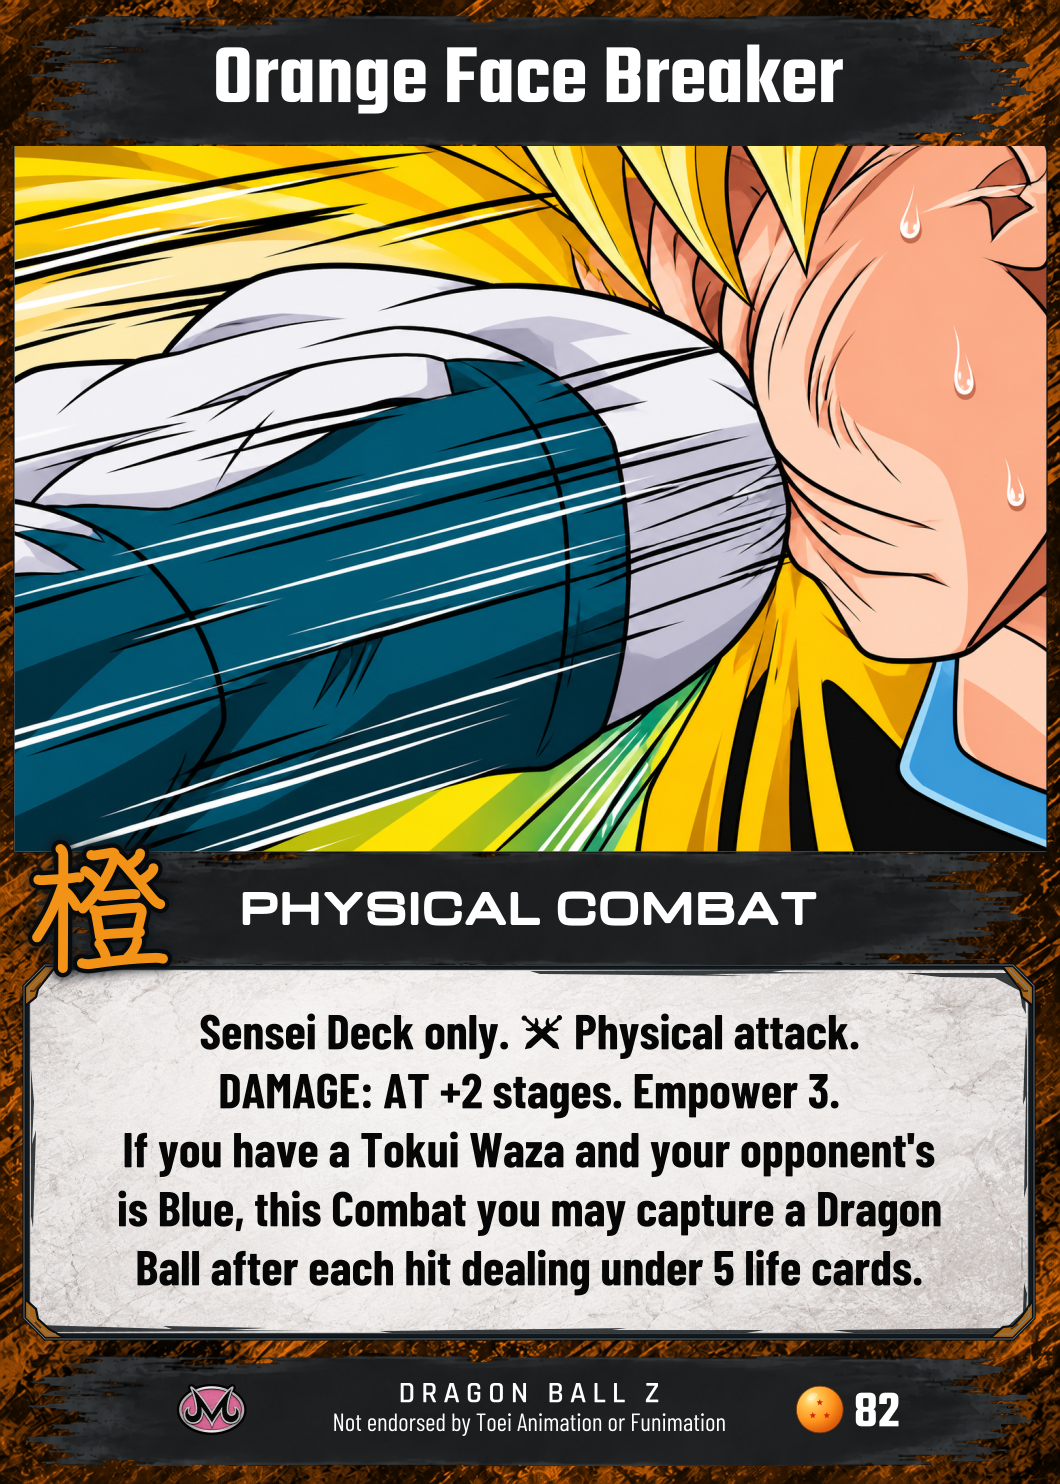 Orange Face Breaker
橙
PHYSICAL COMBAT
Sensei Deck only. Physical attack.
DAMAGE: AT +2 stages. Empower 3.
If you have a Tokui Waza and your opponent's
is Blue, this Combat you may capture a Dragon
Ball after each hit dealing under 5 life cards.
DRAGON BALL Z
Not endorsed by Toei Animation or Funimation
82